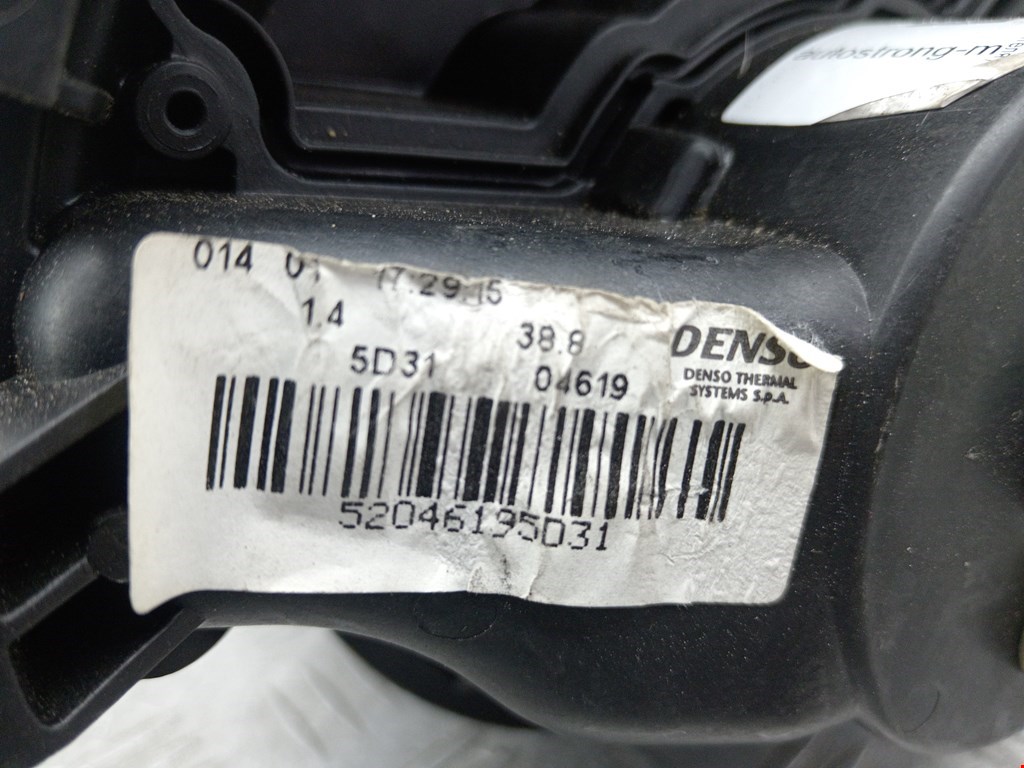 autostrong-m
014 17:29:15
1.4 38.8 DENSO
5D31 04619 DENSO THERMAL
SYSTEMS S.p.A.
52046195D31